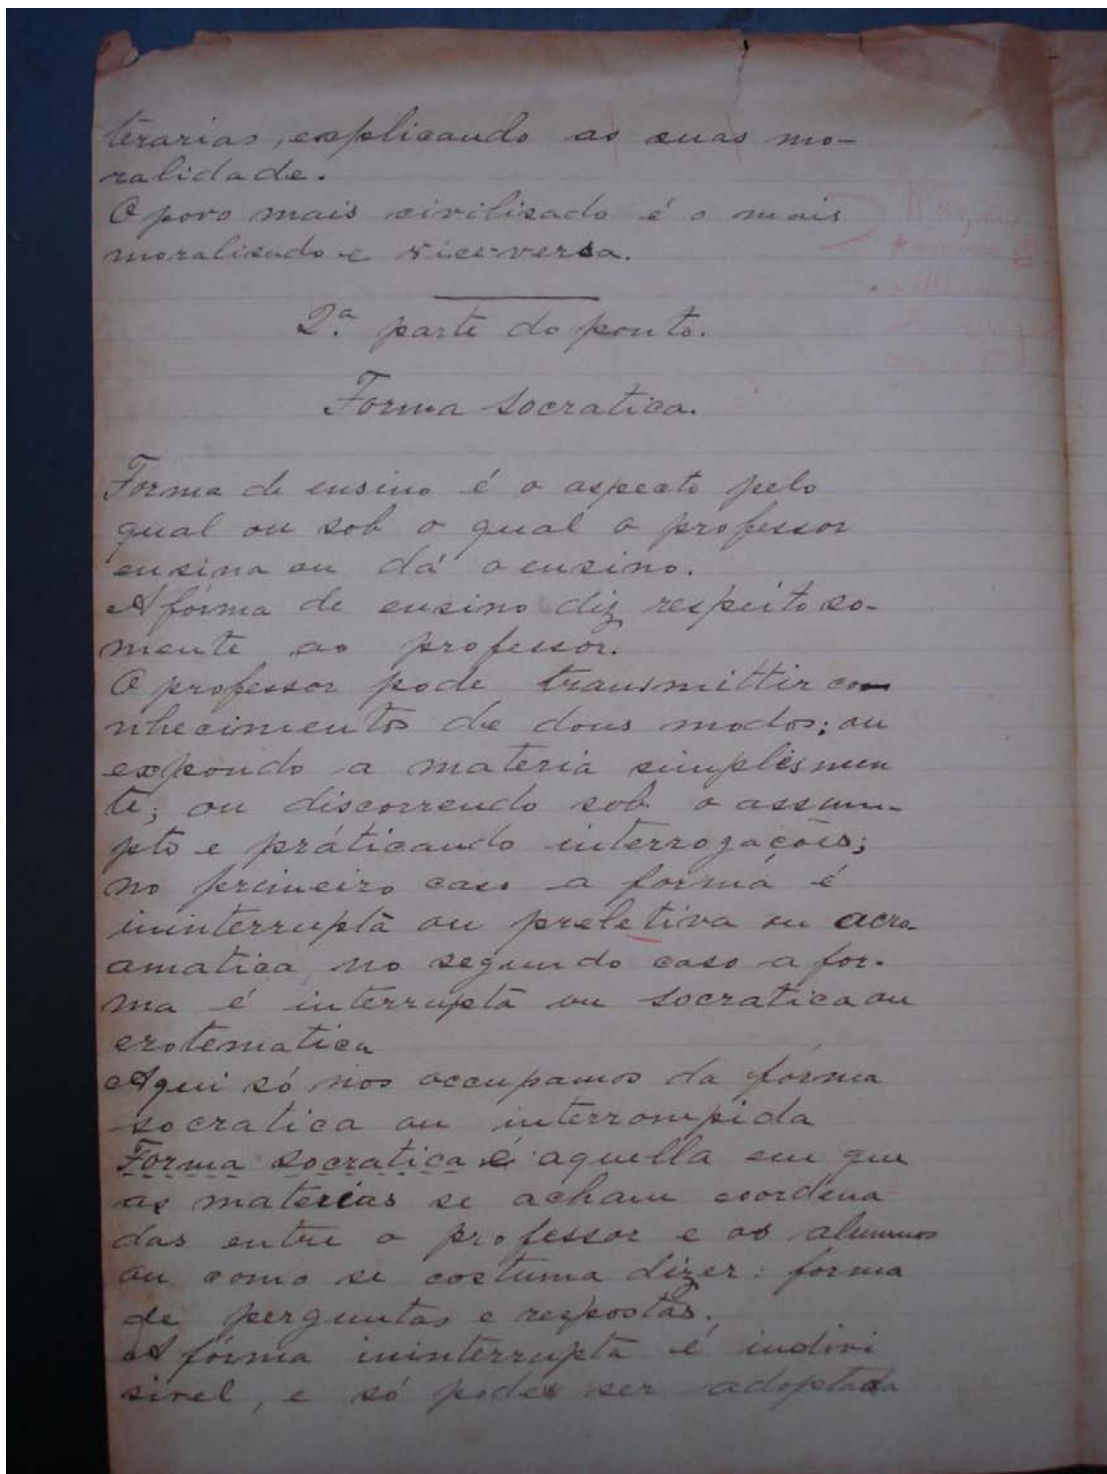 terarias, explicando as suas mo-
ralidade.
O povo mais civilisado é o mais
moralisado e vice-versa.
2.ª parte do ponto.
Forma Socratica.
Forma de ensino é o aspecto pelo
qual ou sob o qual o professor
ensina ou dá o ensino.
A fórma de ensino diz respeito so-
mente ao professor.
O professor pode transmittir co-
nhecimentos de dous modos; ou
expondo a materia simplismen
te; ou discorrendo sob o assum-
pto e práticando interrogações;
no primeiro caso a fórma é
ininterrupta ou preletiva ou acro-
amatica, no segundo caso a for-
ma é interrupta ou socratica ou
erotematica
Aqui só nos occupamos da fórma
socratica ou interrompida
Forma socratica é aquella em que
as materias se acham coordena
das entre o professor e os alumnos
ou como se costuma dizer: forma
de perguntas e respostas.
A fórma ininterrupta é indivi
sivel, e só poder ser adoptada